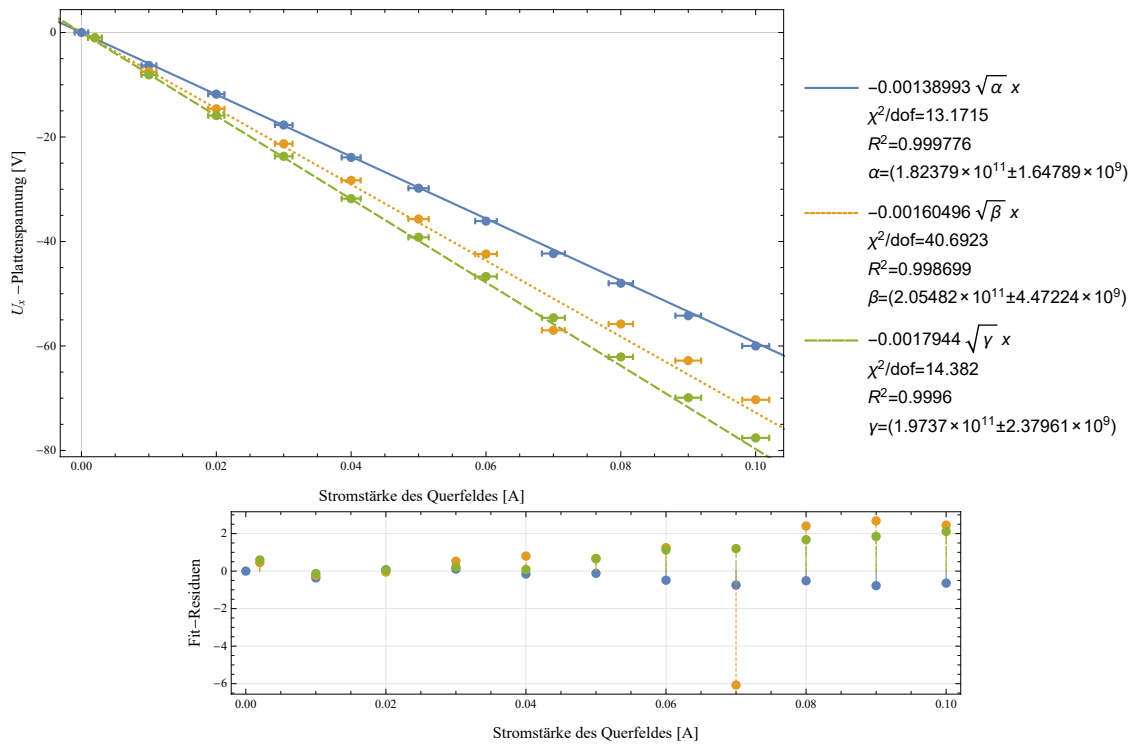 0
−20
−40
−60
−80
U_x −Plattenspannung [V]
0.00 0.02 0.04 0.06 0.08 0.10
Stromstärke des Querfeldes [A]
−0.00138993 √α x
χ²/dof=13.1715
R²=0.999776
α=(1.82379×10¹¹±1.64789×10⁹)
−0.00160496 √β x
χ²/dof=40.6923
R²=0.998699
β=(2.05482×10¹¹±4.47224×10⁹)
−0.0017944 √γ x
χ²/dof=14.382
R²=0.9996
γ=(1.9737×10¹¹±2.37961×10⁹)
2
0
−2
−4
−6
Fit−Residuen
0.00 0.02 0.04 0.06 0.08 0.10
Stromstärke des Querfeldes [A]